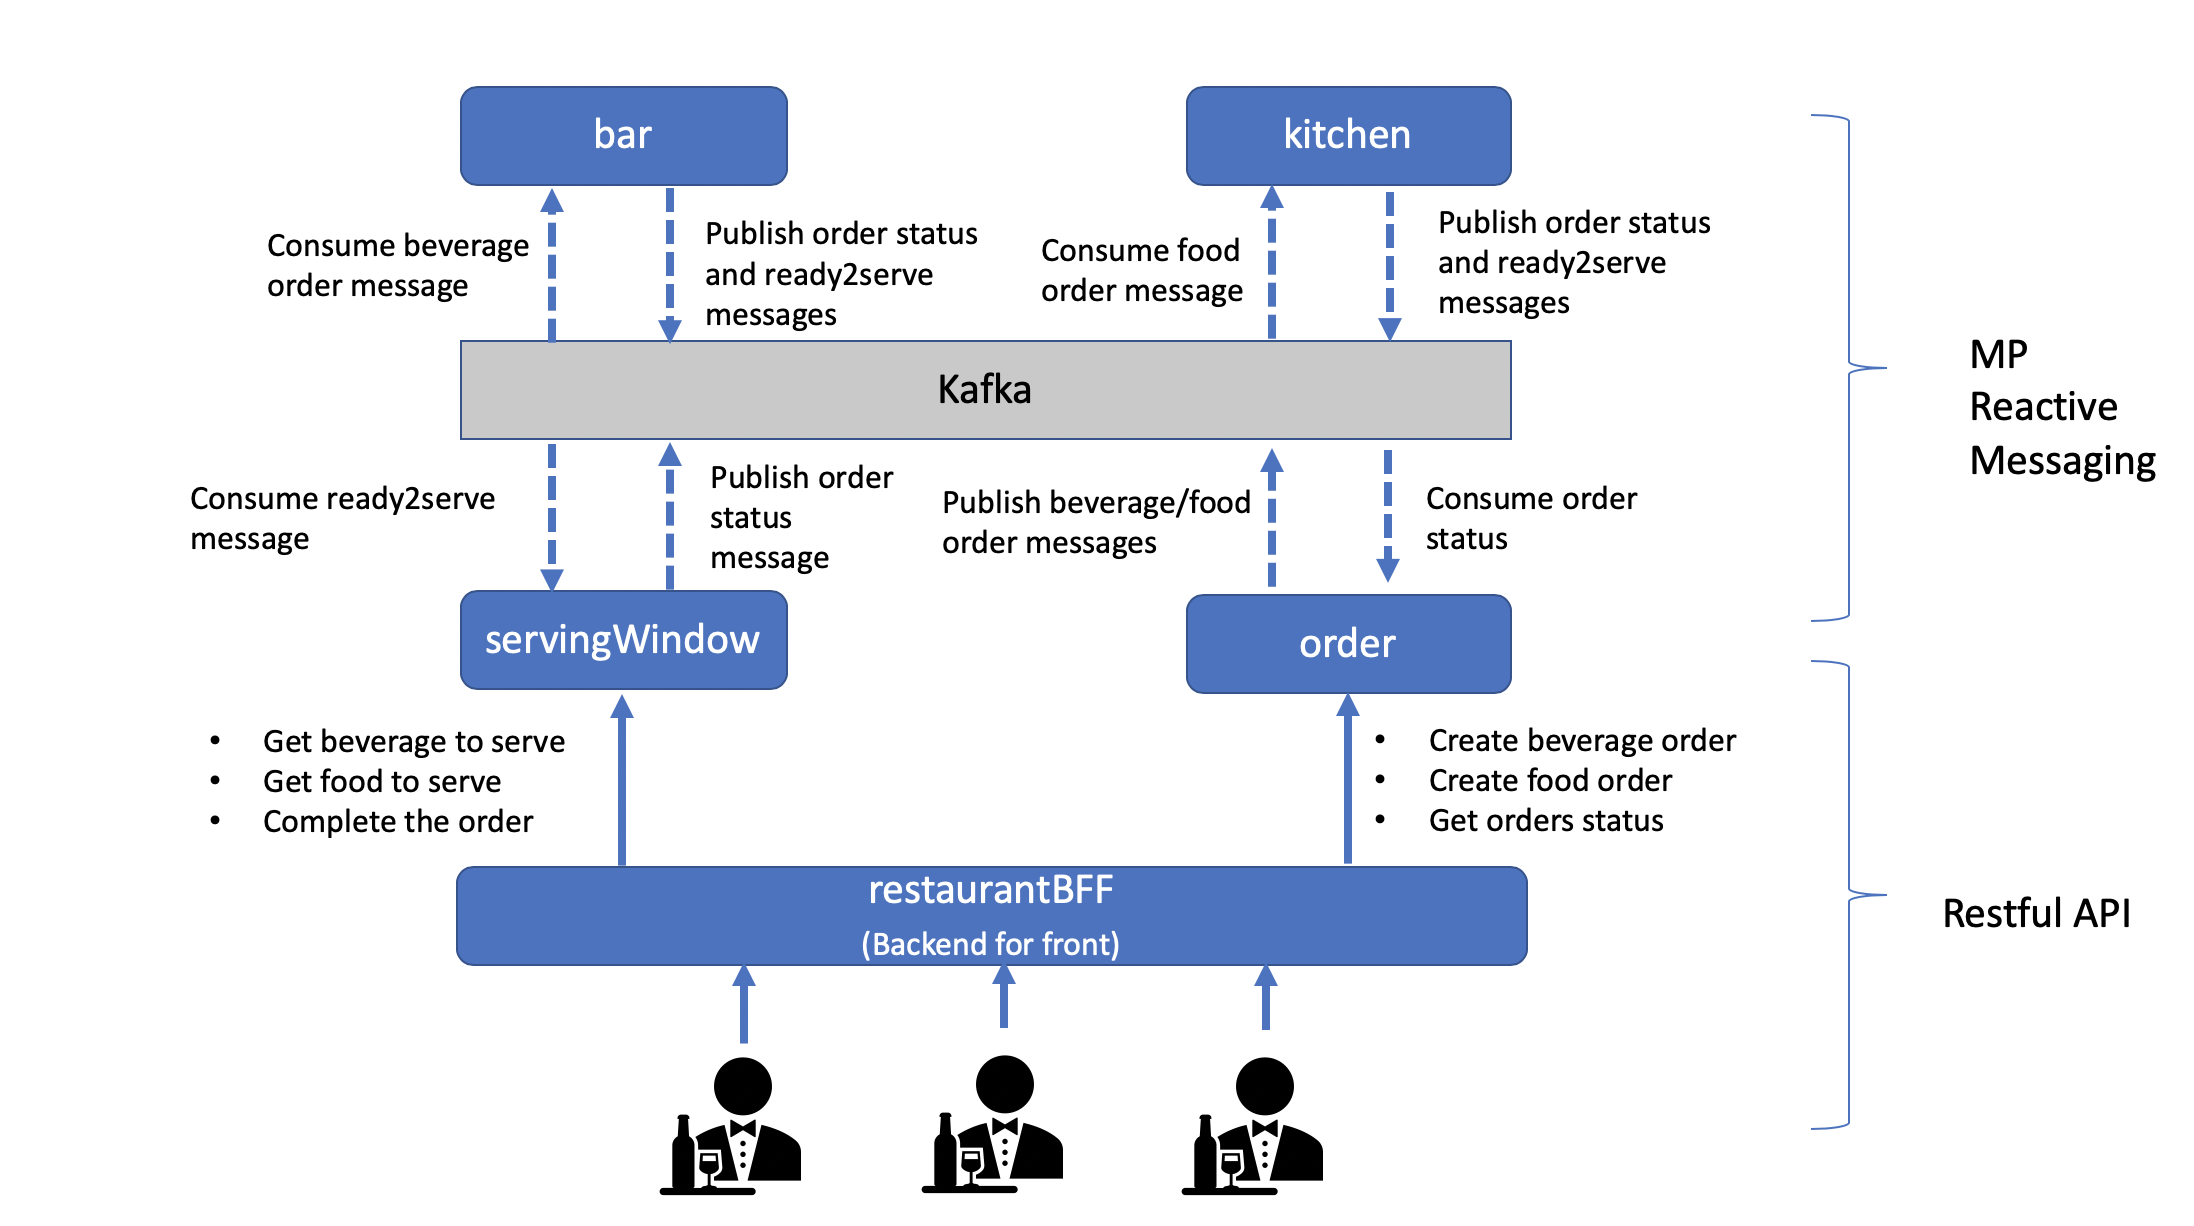 bar
kitchen
Consume beverage
order message
Publish order status
and ready2serve
messages
Consume food
order message
Publish order status
and ready2serve
messages
Kafka
MP
Reactive
Messaging
Consume ready2serve
message
Publish order
status
message
Publish beverage/food
order messages
Consume order
status
servingWindow
order
• Get beverage to serve
• Get food to serve
• Complete the order
• Create beverage order
• Create food order
• Get orders status
restaurantBFF
(Backend for front)
Restful API